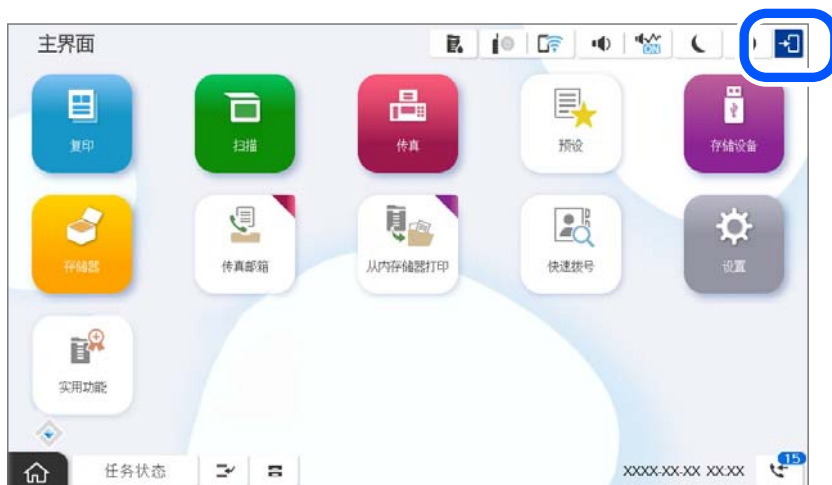 主界面
ON
复印
扫描
传真
预设
存储设备
存储器
传真邮箱
从内存储器打印
快速拨号
设置
实用功能
任务状态
XXXX-XX-XX XX:XX
15